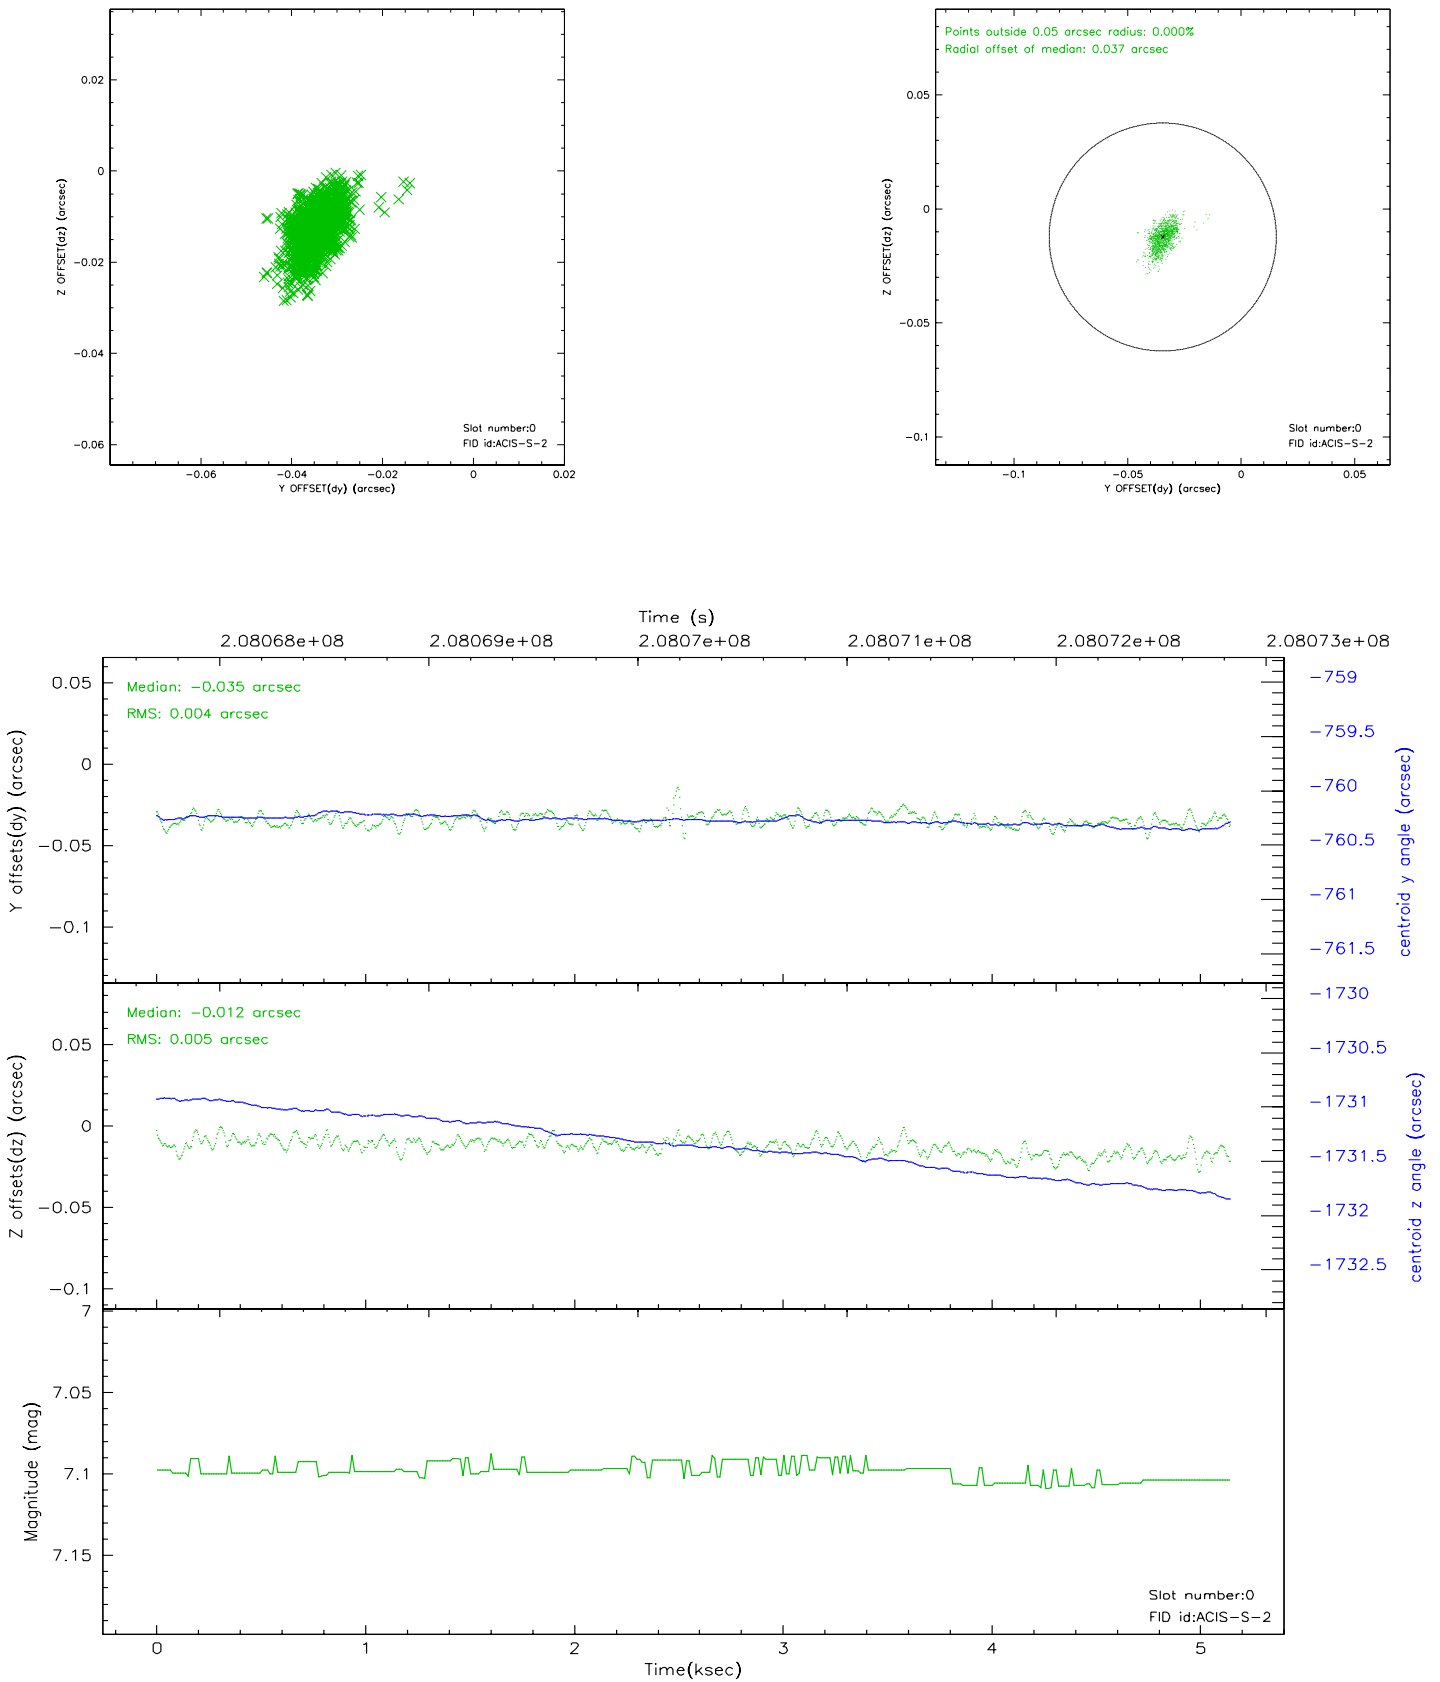 0.02
0
−0.02
−0.04
−0.06
Z OFFSET(dz) (arcsec)
Slot number:0
FID id:ACIS−S−2
−0.06 −0.04 −0.02 0 0.02
Y OFFSET(dy) (arcsec)
Points outside 0.05 arcsec radius: 0.000%
Radial offset of median: 0.037 arcsec
0.05
0
−0.05
−0.1
Z OFFSET(dz) (arcsec)
Slot number:0
FID id:ACIS−S−2
−0.1 −0.05 0 0.05
Y OFFSET(dy) (arcsec)
Time (s)
2.08068e+08 2.08069e+08 2.0807e+08 2.08071e+08 2.08072e+08 2.08073e+08
Median: −0.035 arcsec
RMS: 0.004 arcsec
0.05
0
−0.05
−0.1
Y offsets(dy) (arcsec)
−759
−759.5
−760
−760.5
−761
−761.5
centroid y angle (arcsec)
Median: −0.012 arcsec
RMS: 0.005 arcsec
0.05
0
−0.05
−0.1
Z offsets(dz) (arcsec)
−1730
−1730.5
−1731
−1731.5
−1732
−1732.5
centroid z angle (arcsec)
7
7.05
7.1
7.15
Magnitude (mag)
Slot number:0
FID id:ACIS−S−2
0 1 2 3 4 5
Time(ksec)